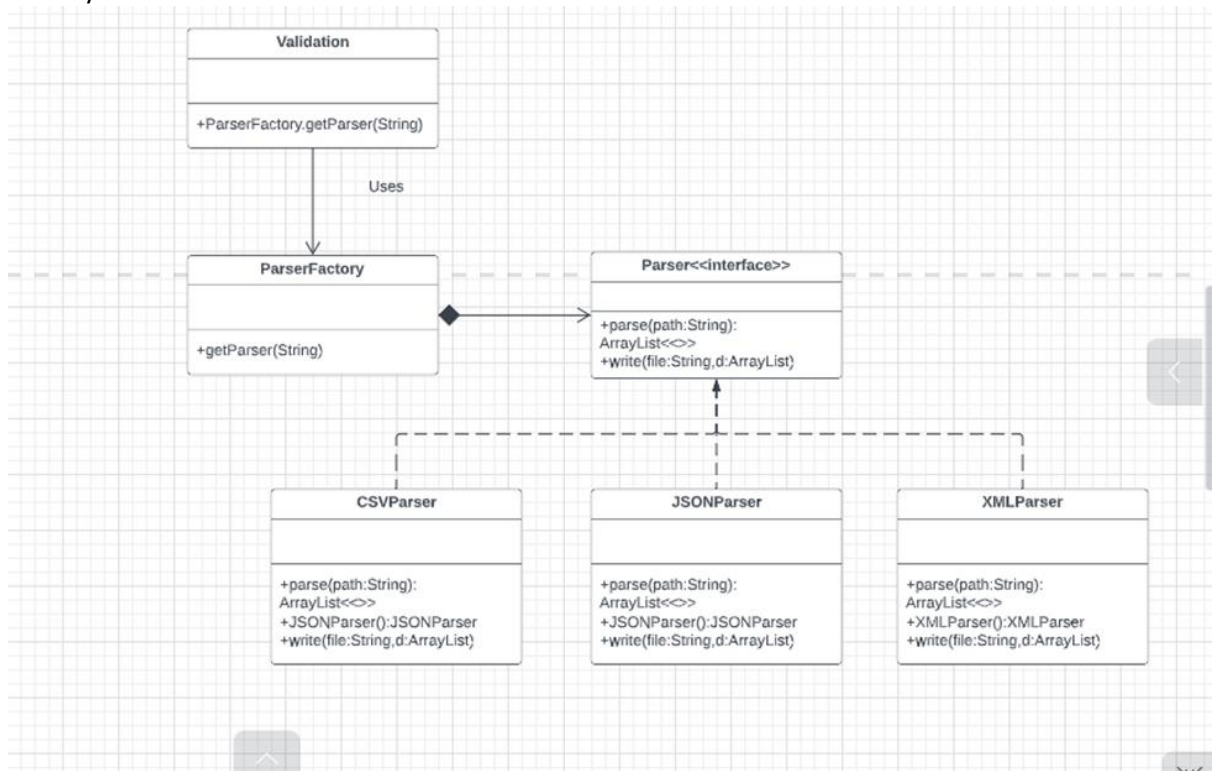 Validation
+ParserFactory.getParser(String)
Uses
ParserFactory
+getParser(String)
Parser<<interface>>
+parse(path:String):
ArrayList<<>>
+write(file:String,d:ArrayList)
CSVParser
+parse(path:String):
ArrayList<<>>
+JSONParser():JSONParser
+write(file:String,d:ArrayList)
JSONParser
+parse(path:String):
ArrayList<<>>
+JSONParser():JSONParser
+write(file:String,d:ArrayList)
XMLParser
+parse(path:String):
ArrayList<<>>
+XMLParser():XMLParser
+write(file:String,d:ArrayList)